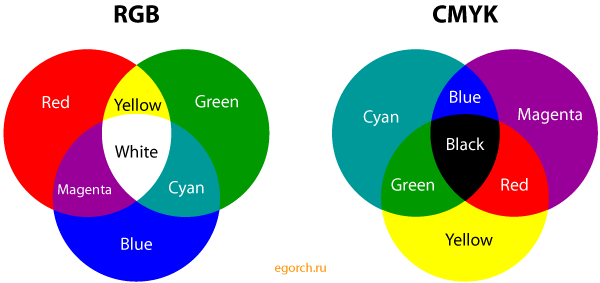 RGB
Red
Yellow
Green
White
Magenta
Cyan
Blue
CMYK
Cyan
Blue
Magenta
Black
Green
Red
Yellow
egorch.ru